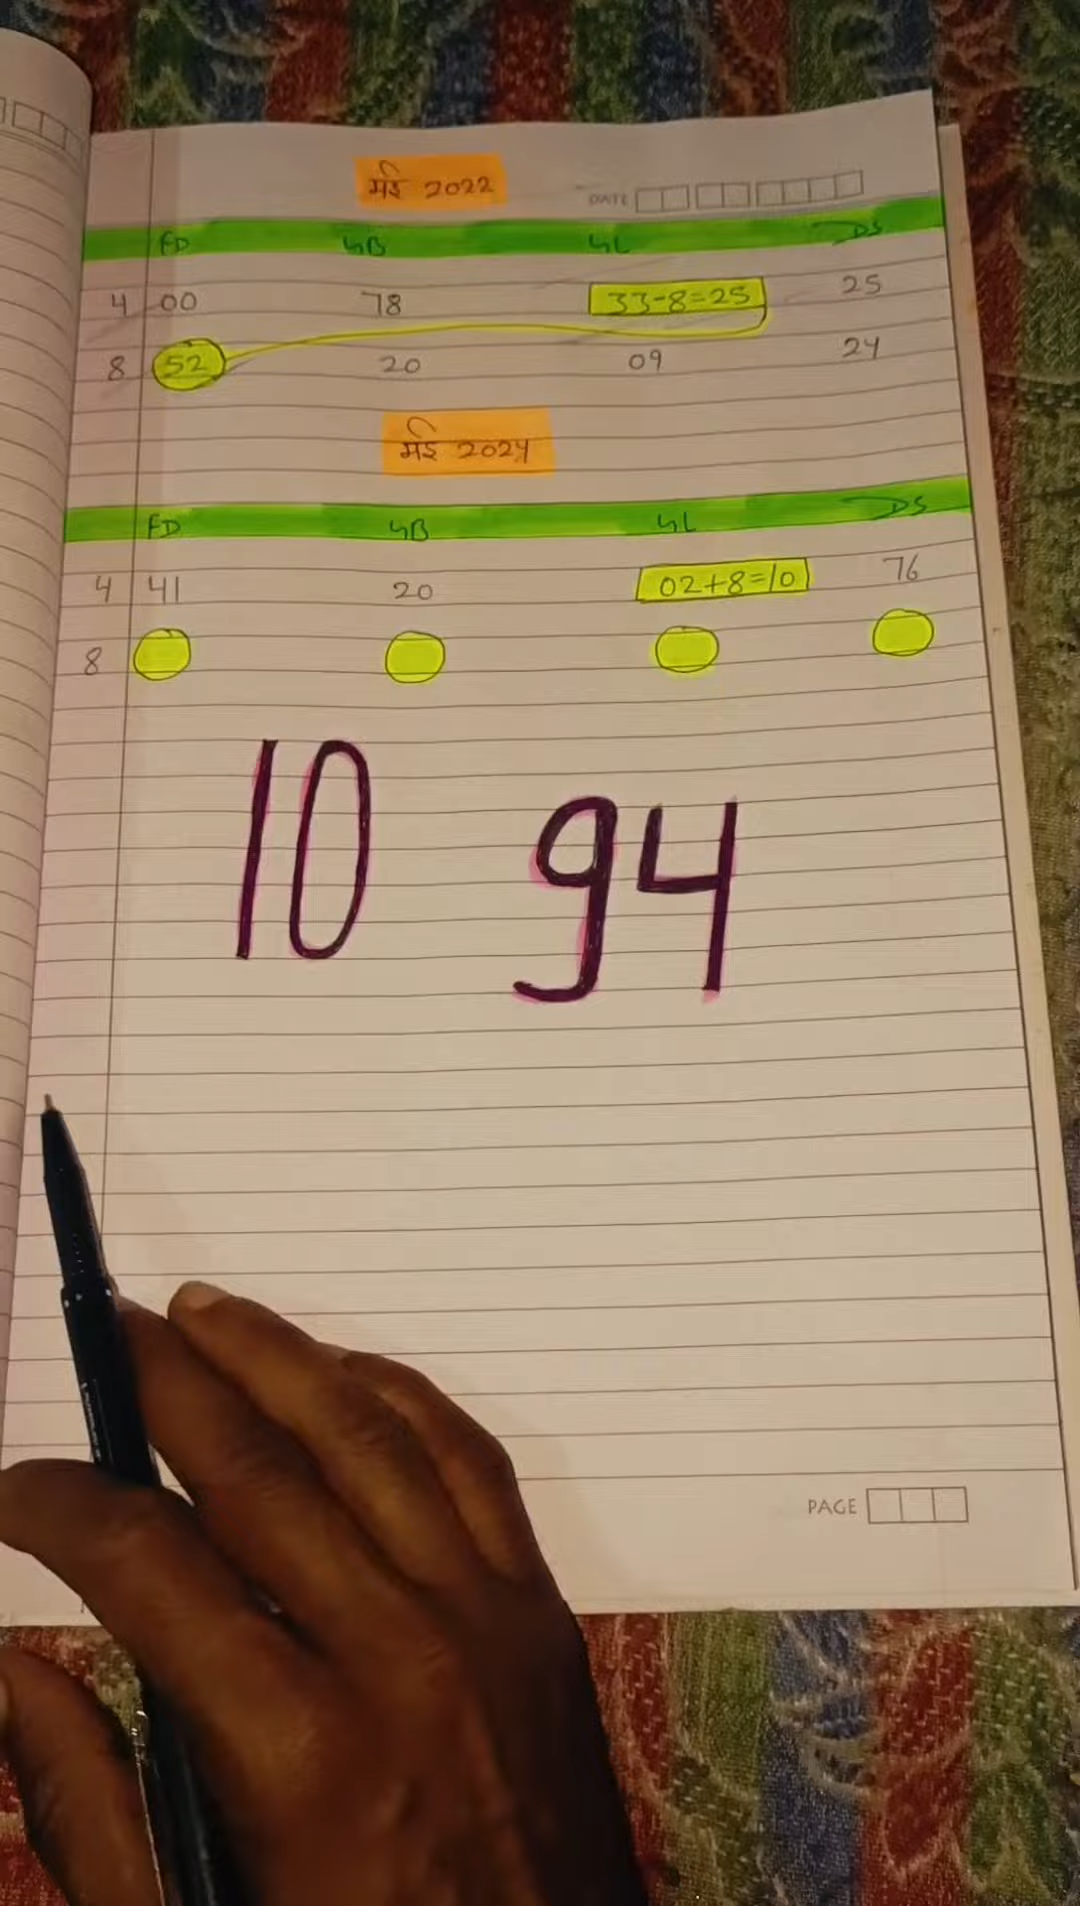 मई 2022
DATE
FD GB GL DS
4 00 78 33-8=25 25
8 52 20 09 24
मई 2024
FD GB GL DS
4 41 20 02+8=10 76
8
10 94
PAGE